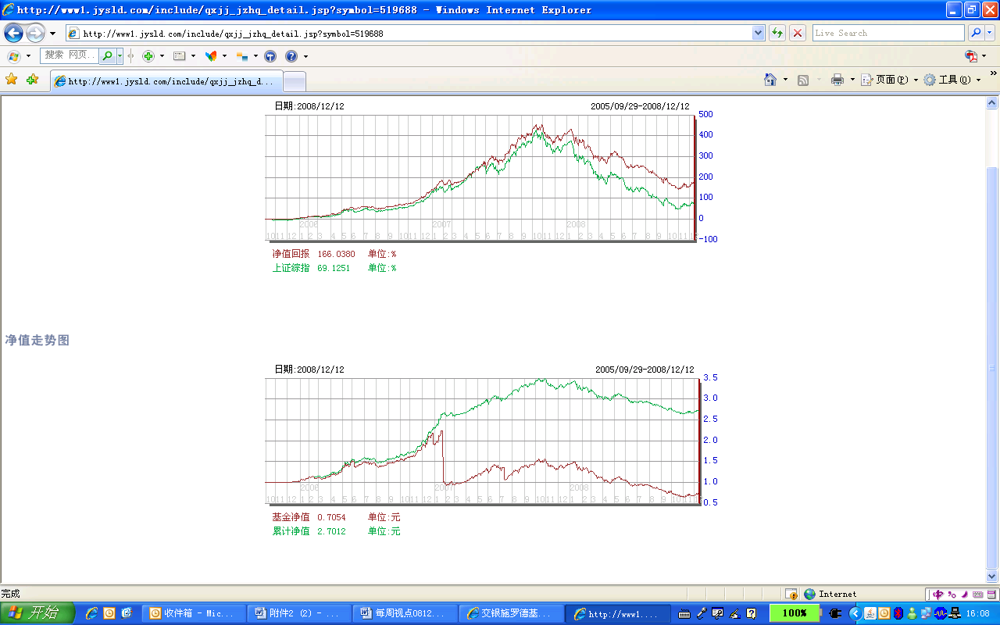 http://www1.jysld.com/include/qxjj_jzhq_detail.jsp?symbol=519688 - Windows Internet Explorer
http://www1.jysld.com/include/qxjj_jzhq_detail.jsp?symbol=519688
Live Search
搜索 网页...
http://www1.jysld.com/include/qxjj_jzhq_d...
页面(P)
工具(O)
日期:2008/12/12
2005/09/29-2008/12/12
500
400
300
200
100
0
-100
2006 2007 2008
10 11 12 1 2 3 4 5 6 7 8 9 10 11 12 1 2 3 4 5 6 7 8 9 10 11 12 1 2 3 4 5 6 7 8 9 10 11 12
净值回报 166.0380 单位:%
上证综指 69.1251 单位:%
净值走势图
日期:2008/12/12
2005/09/29-2008/12/12
3.5
3.0
2.5
2.0
1.5
1.0
0.5
2006 2007 2008
10 11 12 1 2 3 4 5 6 7 8 9 10 11 12 1 2 3 4 5 6 7 8 9 10 11 12 1 2 3 4 5 6 7 8 9 10 11 12
基金净值 0.7054 单位:元
累计净值 2.7012 单位:元
完成
Internet
中
开始
收件箱 - Mic...
附件2 (2) - ...
每周视点0812...
交银施罗德基...
http://www1....
100%
16:08